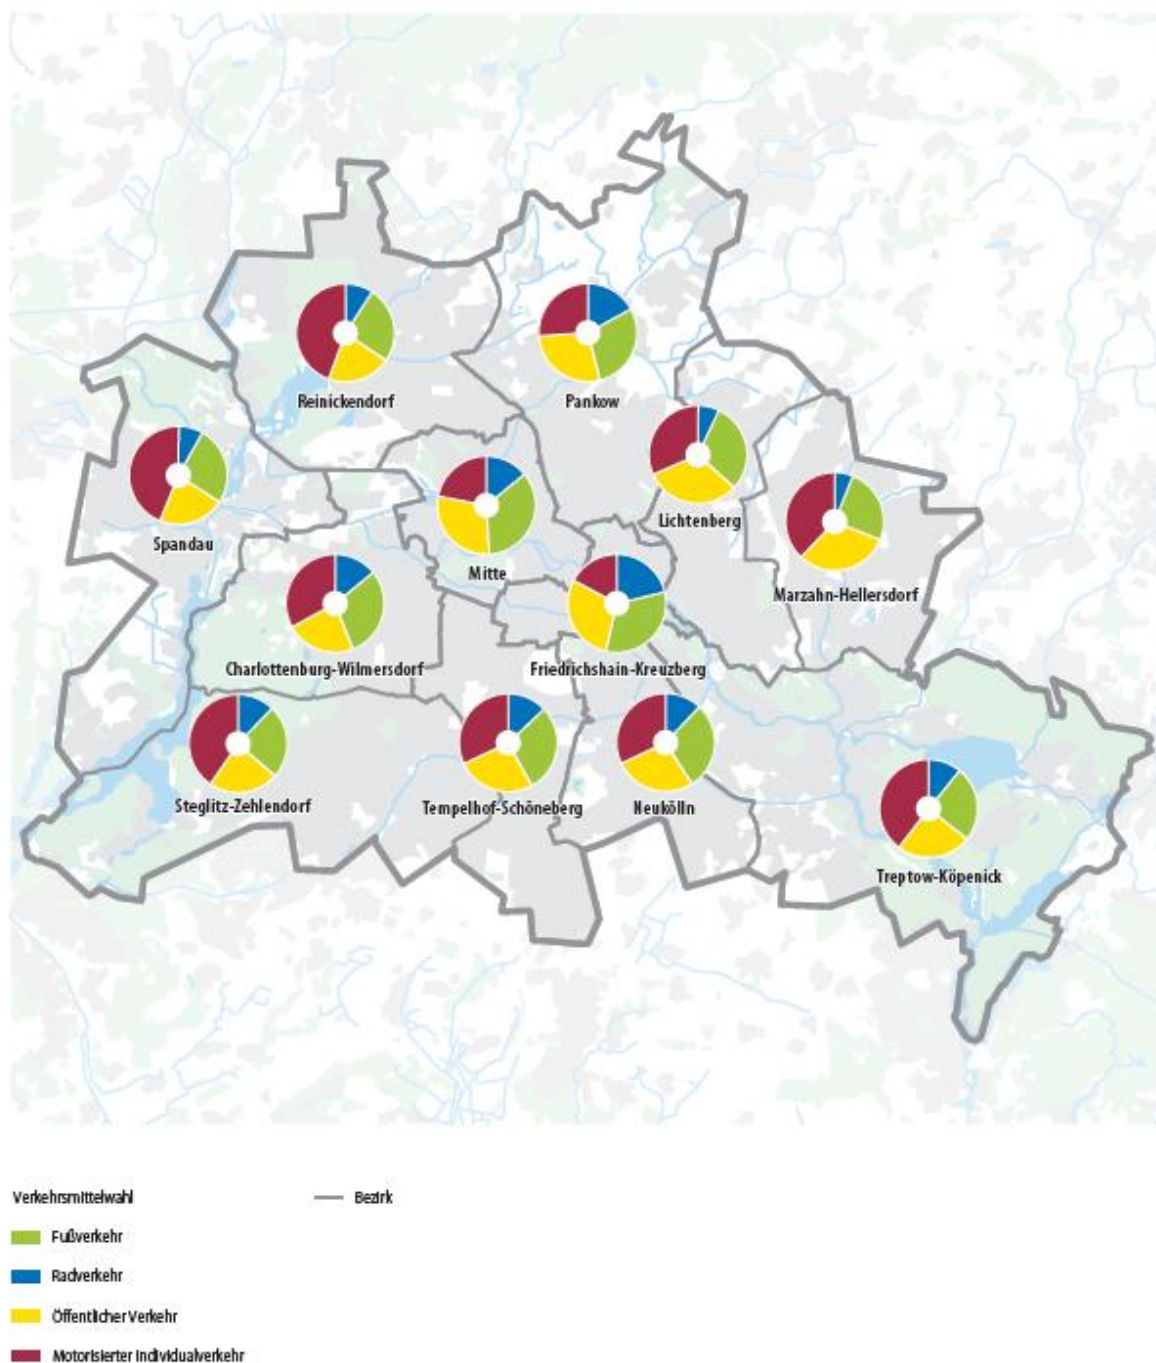 Reinickendorf
Pankow
Lichtenberg
Spandau
Mitte
Marzahn-Hellersdorf
Charlottenburg-Wilmersdorf
Friedrichshain-Kreuzberg
Steglitz-Zehlendorf
Tempelhof-Schöneberg
Neukölln
Treptow-Köpenick
Verkehrsmittelwahl
Bezirk
Fußverkehr
Radverkehr
Öffentlicher Verkehr
Motorisierter Individualverkehr